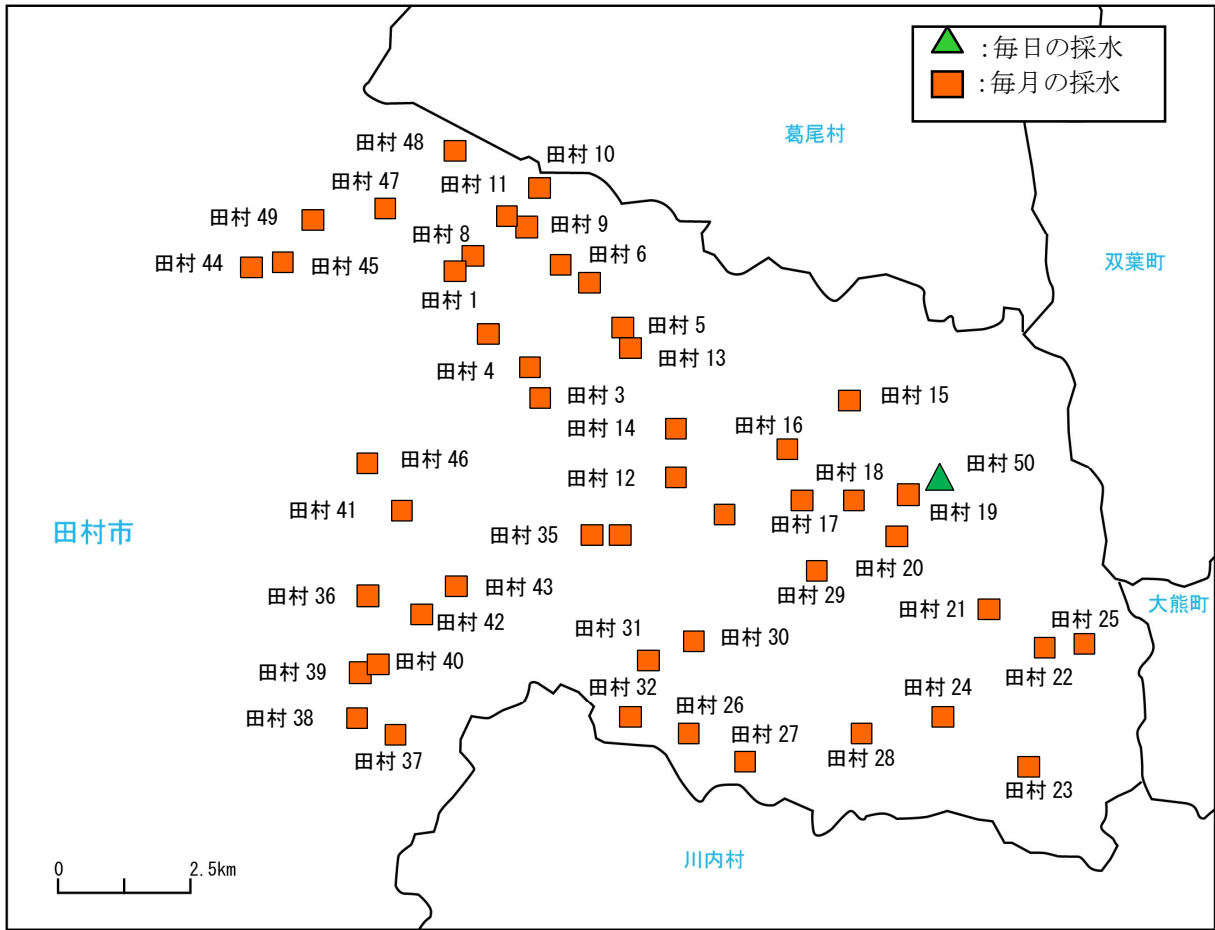 :毎日の採水
:毎月の採水
葛尾村
田村 48
田村 10
田村 47
田村 11
田村 49
田村 9
田村 8
田村 6
双葉町
田村 44
田村 45
田村 1
田村 5
田村 13
田村 4
田村 3
田村 15
田村 14
田村 16
田村 46
田村 50
田村 12
田村 18
田村 41
田村 19
田村 17
田村市
田村 35
田村 20
田村 29
田村 43
田村 36
大熊町
田村 21
田村 42
田村 25
田村 30
田村 31
田村 40
田村 39
田村 22
田村 32
田村 24
田村 26
田村 38
田村 27
田村 28
田村 37
田村 23
川内村
0 2.5km